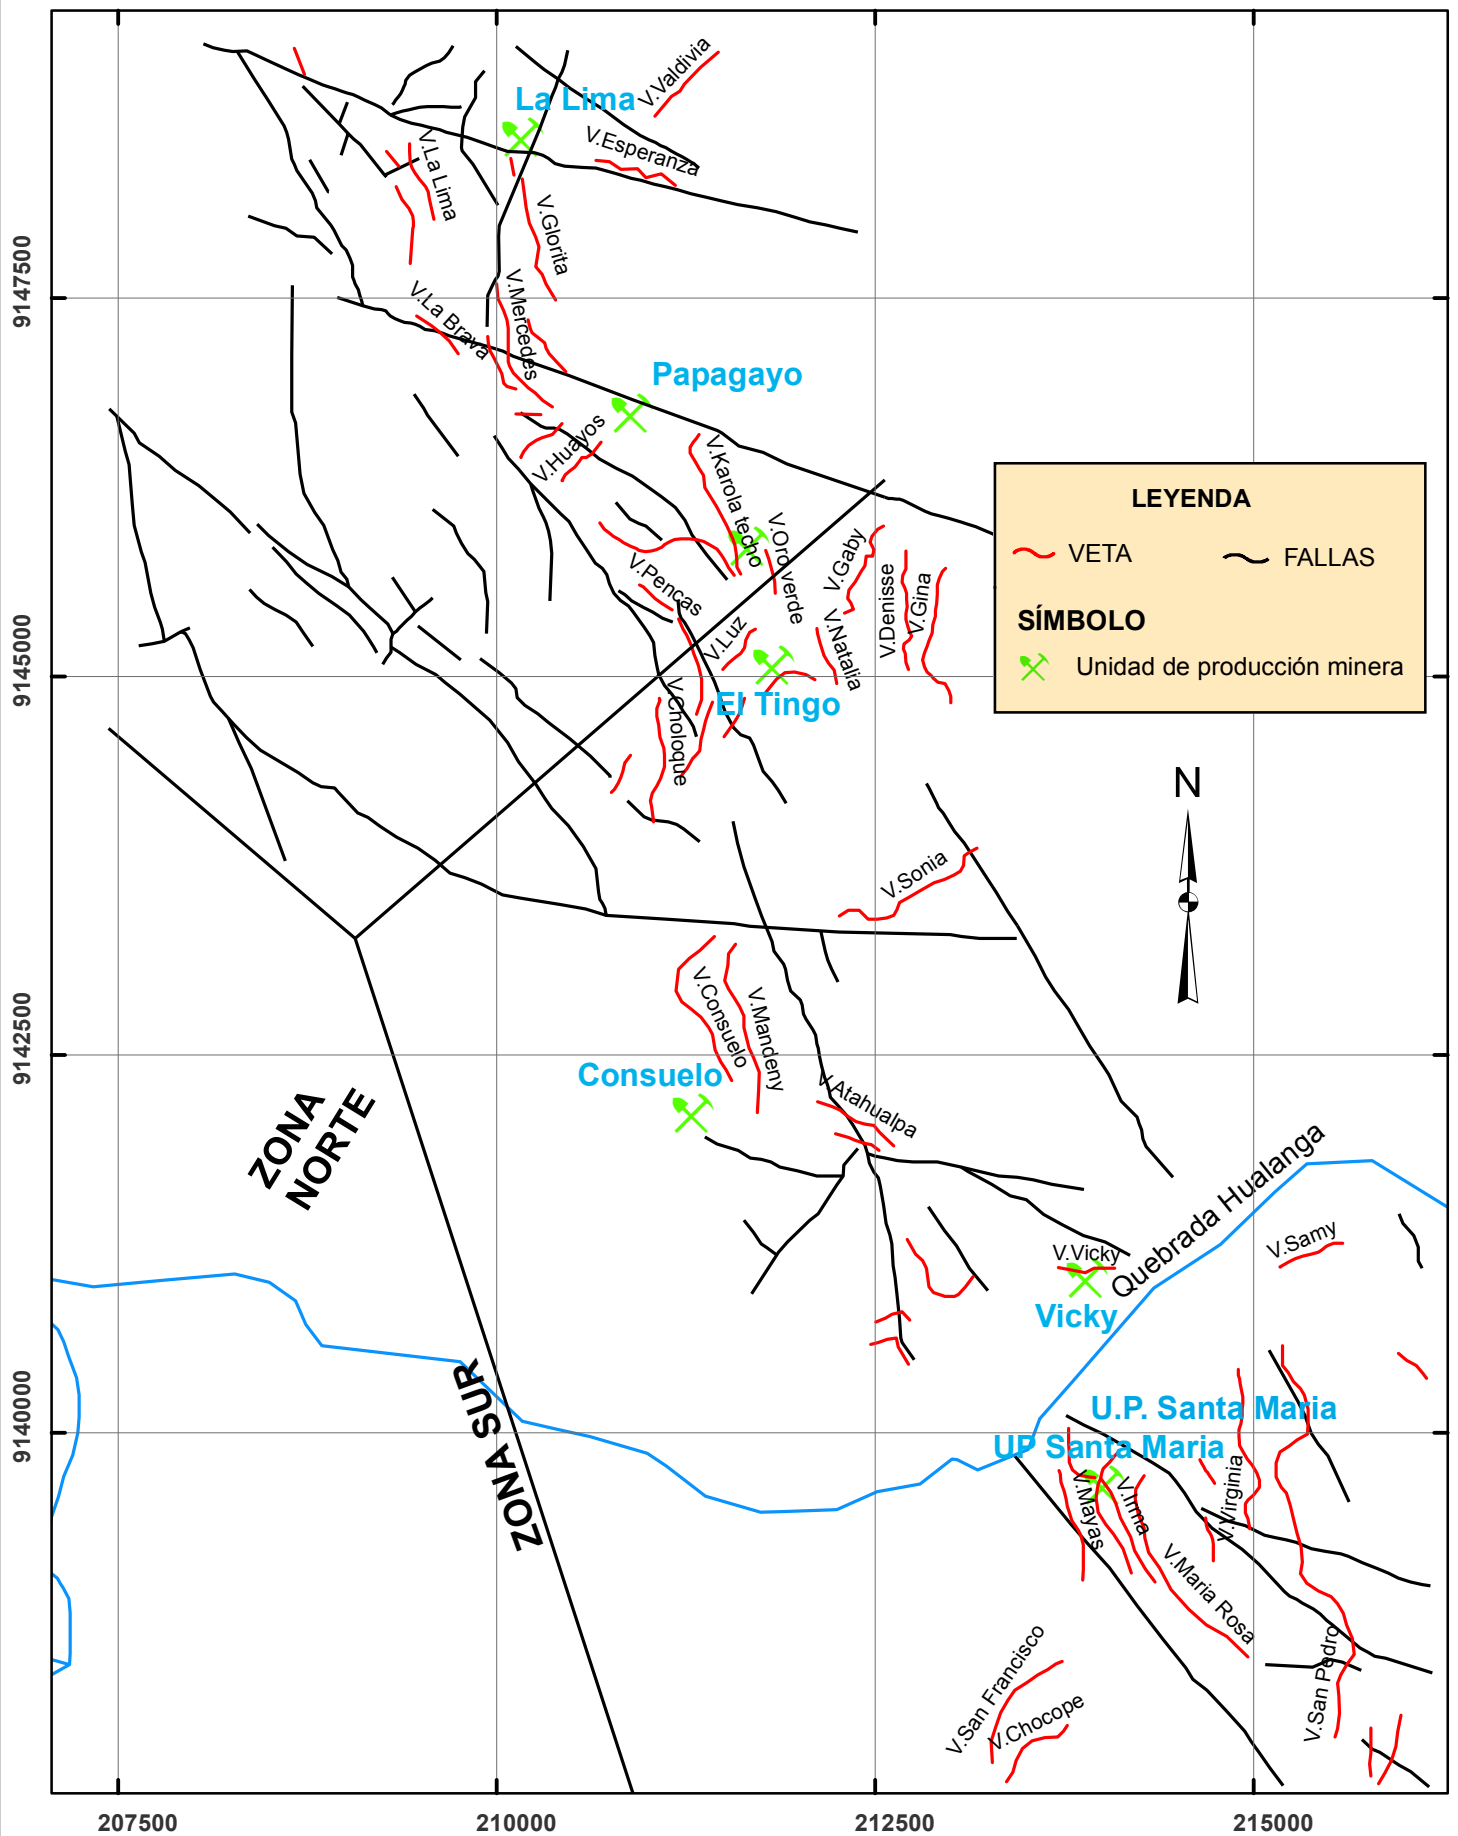 V.Valdivia
La Lima
V.Esperanza
V.La Lima
V.Glorita
9147500
V.La Brava
V.Mercedes
Papagayo
V.Huayos
V.Karola techo
LEYENDA
VETA
FALLAS
SÍMBOLO
Unidad de producción minera
V.Oro verde
V.Gaby
V.Denisse
V.Gina
V.Pencas
V.Luz
V.Natalia
9145000
V.Choloque
El Tingo
N
V.Sonia
V.Consuelo
V.Mandeny
9142500
Consuelo
V.Atahualpa
ZONA
NORTE
Quebrada Hualanga
V.Vicky
V.Samy
Vicky
ZONA SUR
9140000
U.P. Santa Maria
UP Santa Maria
V.Mayas
V.Irma
V.Virginia
V.Maria Rosa
V.San Francisco
V.Chocope
V.San Pedro
207500
210000
212500
215000